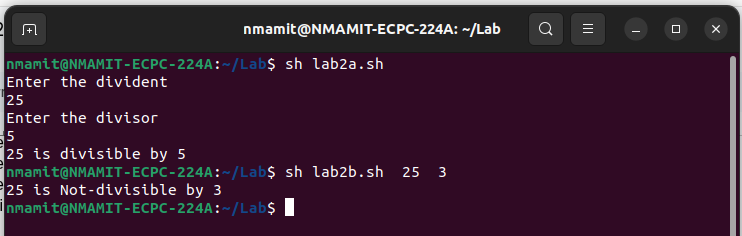 nmamit@NMAMIT-ECPC-224A: ~/Lab
nmamit@NMAMIT-ECPC-224A:~/Lab$ sh lab2a.sh
Enter the divident
25
Enter the divisor
5
25 is divisible by 5
nmamit@NMAMIT-ECPC-224A:~/Lab$ sh lab2b.sh  25  3
25 is Not-divisible by 3
nmamit@NMAMIT-ECPC-224A:~/Lab$